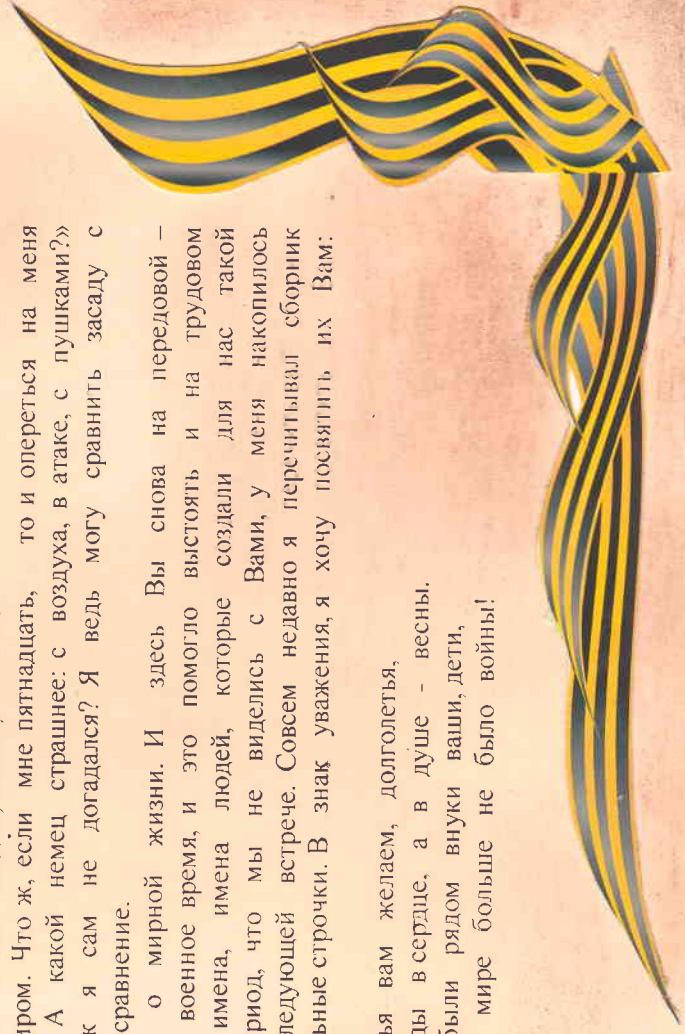 иром. Что ж, если мне пятнадцать, то и опереться на меня
А какой немец страшнее: с воздуха, в атаке, с пушками?»
к я сам не догадался? Я ведь могу сравнить засаду с
сравнение.
о мирной жизни. И здесь Вы снова на передовой –
военное время, и это помогло выстоять и на трудовом
имена, имена людей, которые создали для нас такой
риод, что мы не виделись с Вами, у меня накопилось
ледующей встрече. Совсем недавно я перечитывал сборник
ьные строчки. В знак уважения, я хочу посвятить их Вам:
ья вам желаем, долголетья,
ды в сердце, а в душе - весны.
были рядом внуки ваши, дети,
мире больше не было войны!